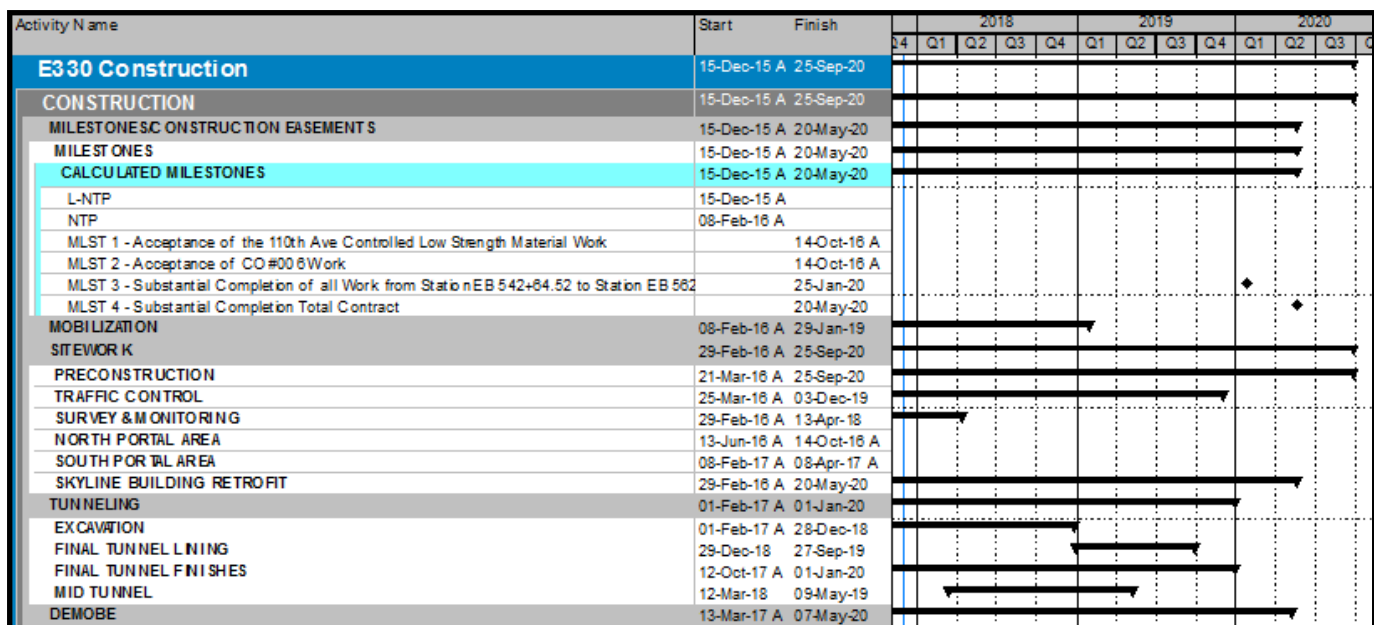 Activity Name Start Finish 2018 2019 2020
Q4 Q1 Q2 Q3 Q4 Q1 Q2 Q3 Q4 Q1 Q2 Q3
E330 Construction 15-Dec-15 A 25-Sep-20
CONSTRUCTION 15-Dec-15 A 25-Sep-20
MILESTONES/CONSTRUCTION EASEMENTS 15-Dec-15 A 20-May-20
MILESTONES 15-Dec-15 A 20-May-20
CALCULATED MILESTONES 15-Dec-15 A 20-May-20
L-NTP 15-Dec-15 A
NTP 08-Feb-16 A
MLST 1 - Acceptance of the 110th Ave Controlled Low Strength Material Work 14-Oct-16 A
MLST 2 - Acceptance of CO #006 Work 14-Oct-16 A
MLST 3 - Substantial Completion of all Work from Station EB 542+64.52 to Station EB 562 25-Jan-20
MLST 4 - Substantial Completion Total Contract 20-May-20
MOBILIZATION 08-Feb-16 A 29-Jan-19
SITEWORK 29-Feb-16 A 25-Sep-20
PRECONSTRUCTION 21-Mar-16 A 25-Sep-20
TRAFFIC CONTROL 25-Mar-16 A 03-Dec-19
SURVEY & MONITORING 29-Feb-16 A 13-Apr-18
NORTH PORTAL AREA 13-Jun-16 A 14-Oct-16 A
SOUTH PORTAL AREA 08-Feb-17 A 08-Apr-17 A
SKYLINE BUILDING RETROFIT 29-Feb-16 A 20-May-20
TUNNELING 01-Feb-17 A 01-Jan-20
EXCAVATION 01-Feb-17 A 28-Dec-18
FINAL TUNNEL LINING 29-Dec-18 27-Sep-19
FINAL TUNNEL FINISHES 12-Oct-17 A 01-Jan-20
MID TUNNEL 12-Mar-18 09-May-19
DEMOBE 13-Mar-17 A 07-May-20